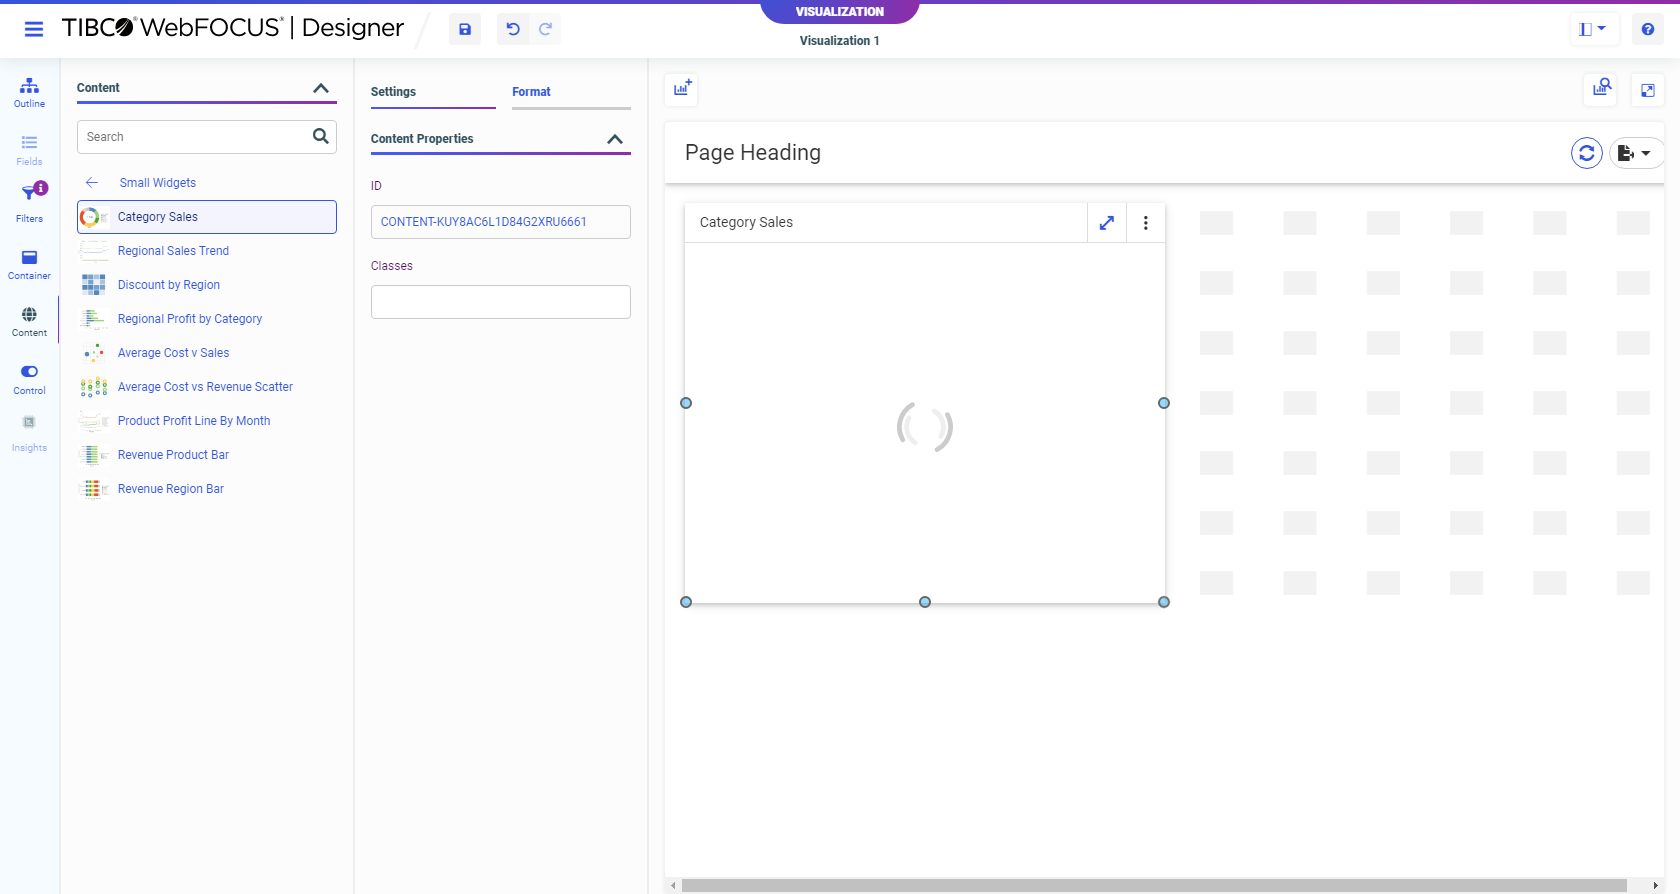 VISUALIZATION
TIBCO® WebFOCUS® | Designer
Visualization 1
Outline
Fields
Filters
Container
Content
Control
Insights
Content
Search
Small Widgets
Category Sales
Regional Sales Trend
Discount by Region
Regional Profit by Category
Average Cost v Sales
Average Cost vs Revenue Scatter
Product Profit Line By Month
Revenue Product Bar
Revenue Region Bar
Settings
Format
Content Properties
ID
CONTENT-KUY8AC6L1D84G2XRU6661
Classes
Page Heading
Category Sales